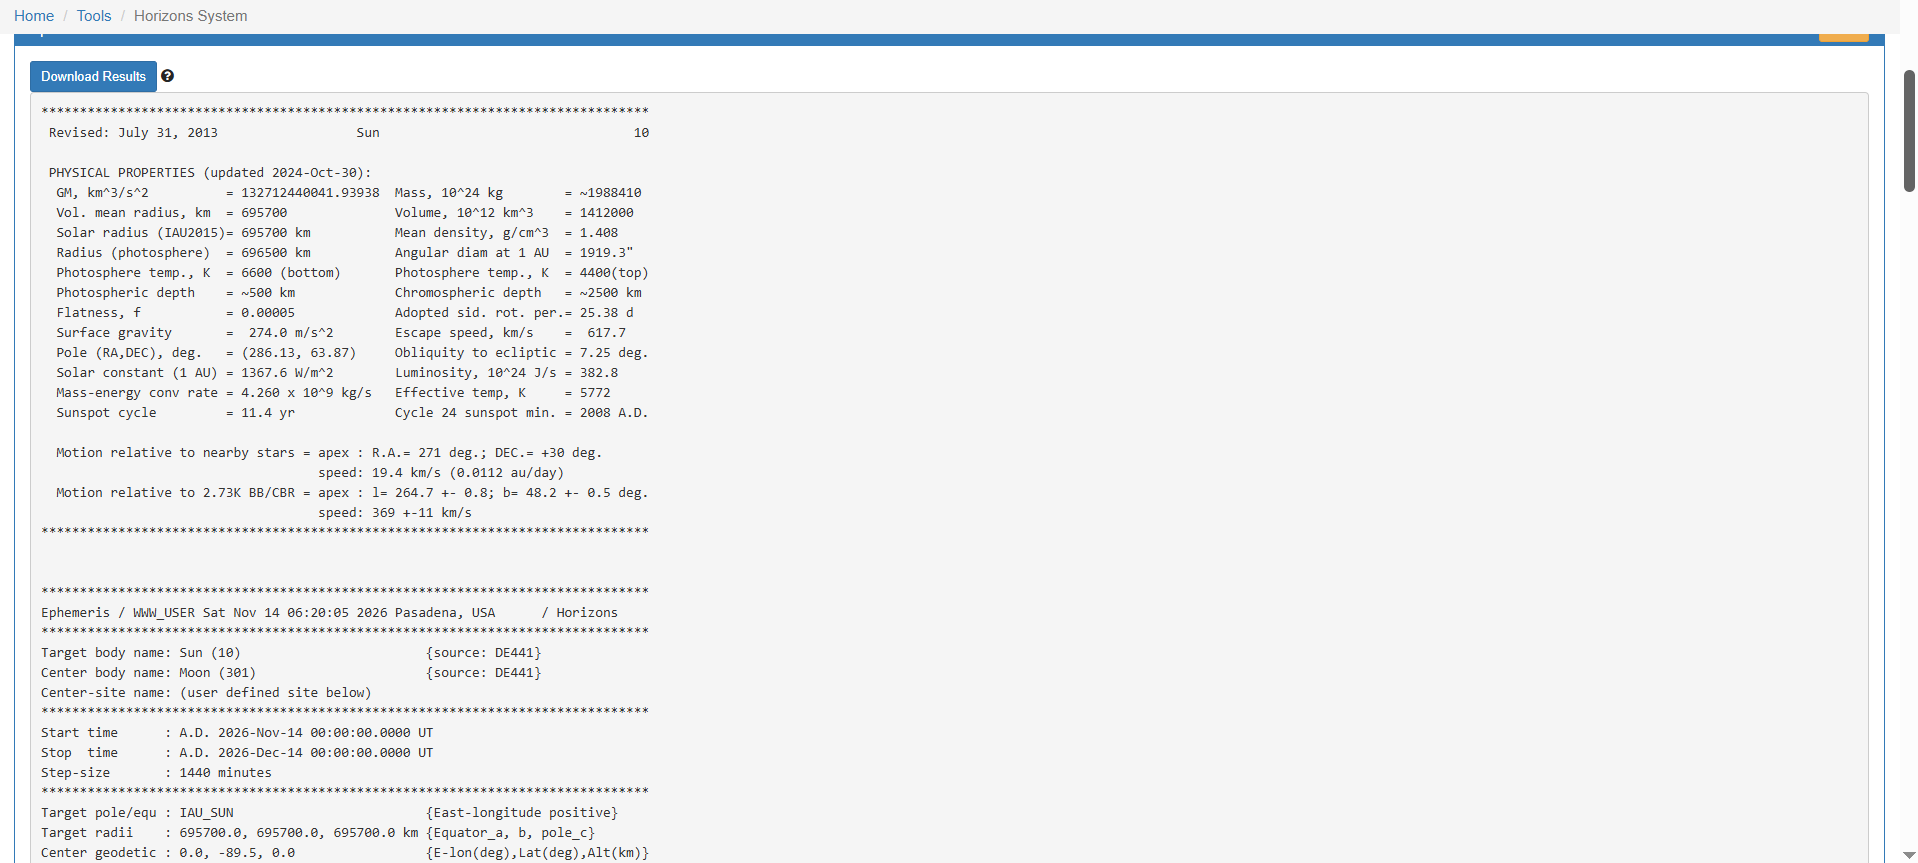 Home / Tools / Horizons System
Download Results ?
*******************************************************************************
 Revised: July 31, 2013                  Sun                                 10

 PHYSICAL PROPERTIES (updated 2024-Oct-30):
  GM, km^3/s^2          = 132712440041.93938  Mass, 10^24 kg        = ~1988410
  Vol. mean radius, km  = 695700              Volume, 10^12 km^3    = 1412000
  Solar radius (IAU2015)= 695700 km           Mean density, g/cm^3  = 1.408
  Radius (photosphere)  = 696500 km           Angular diam at 1 AU  = 1919.3"
  Photosphere temp., K  = 6600 (bottom)       Photosphere temp., K  = 4400(top)
  Photospheric depth    = ~500 km             Chromospheric depth   = ~2500 km
  Flatness, f           = 0.00005             Adopted sid. rot. per.= 25.38 d
  Surface gravity       =  274.0 m/s^2        Escape speed, km/s    =  617.7
  Pole (RA,DEC), deg.   = (286.13, 63.87)     Obliquity to ecliptic = 7.25 deg.
  Solar constant (1 AU) = 1367.6 W/m^2        Luminosity, 10^24 J/s = 382.8
  Mass-energy conv rate = 4.260 x 10^9 kg/s   Effective temp, K     = 5772
  Sunspot cycle         = 11.4 yr             Cycle 24 sunspot min. = 2008 A.D.

  Motion relative to nearby stars = apex : R.A.= 271 deg.; DEC.= +30 deg.
                                    speed: 19.4 km/s (0.0112 au/day)
  Motion relative to 2.73K BB/CBR = apex : l= 264.7 +- 0.8; b= 48.2 +- 0.5 deg.
                                    speed: 369 +-11 km/s
*******************************************************************************


*******************************************************************************
Ephemeris / WWW_USER Sat Nov 14 06:20:05 2026 Pasadena, USA      / Horizons
*******************************************************************************
Target body name: Sun (10)                        {source: DE441}
Center body name: Moon (301)                      {source: DE441}
Center-site name: (user defined site below)
*******************************************************************************
Start time      : A.D. 2026-Nov-14 00:00:00.0000 UT
Stop  time      : A.D. 2026-Dec-14 00:00:00.0000 UT
Step-size       : 1440 minutes
*******************************************************************************
Target pole/equ : IAU_SUN                         {East-longitude positive}
Target radii    : 695700.0, 695700.0, 695700.0 km {Equator_a, b, pole_c}
Center geodetic : 0.0, -89.5, 0.0                 {E-lon(deg),Lat(deg),Alt(km)}